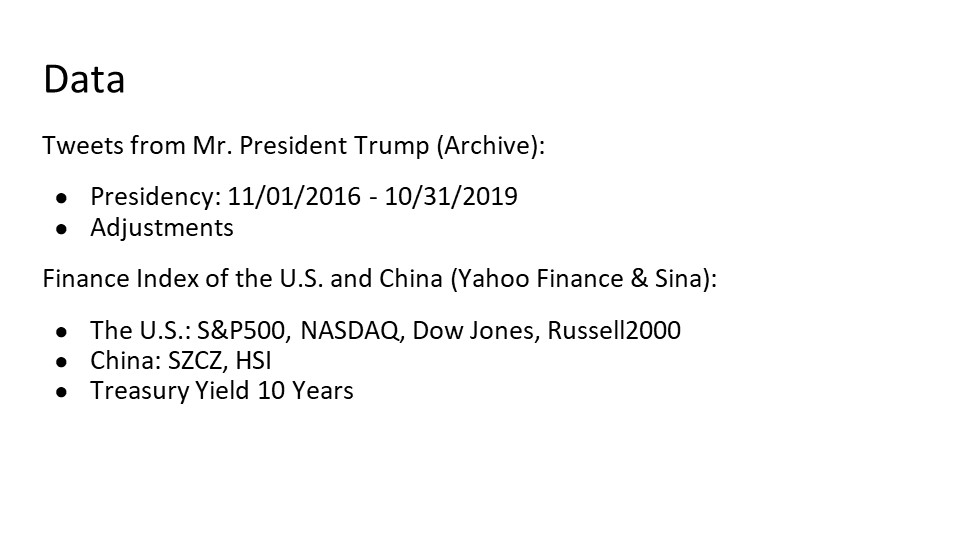 Data
Tweets from Mr. President Trump (Archive):
● Presidency: 11/01/2016 - 10/31/2019
● Adjustments
Finance Index of the U.S. and China (Yahoo Finance & Sina):
● The U.S.: S&P500, NASDAQ, Dow Jones, Russell2000
● China: SZCZ, HSI
● Treasury Yield 10 Years